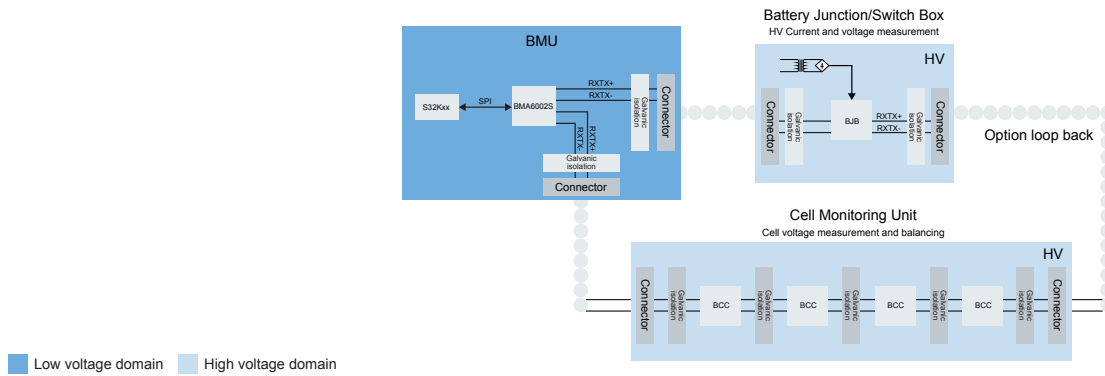 Battery Junction/Switch Box
HV Current and voltage measurement
BMU
HV
S32Kxx
SPI
BMA6002S
RXTX+
RXTX-
Galvanic
isolation
Connector
RXTX+
RXTX-
Galvanic
isolation
Connector
Connector
Galvanic
isolation
BJB
RXTX+
RXTX-
Galvanic
isolation
Connector
Option loop back
Cell Monitoring Unit
Cell voltage measurement and balancing
HV
Connector
Galvanic
isolation
BCC
Galvanic
isolation
BCC
Galvanic
isolation
BCC
Galvanic
isolation
BCC
Galvanic
isolation
Connector
Low voltage domain
High voltage domain